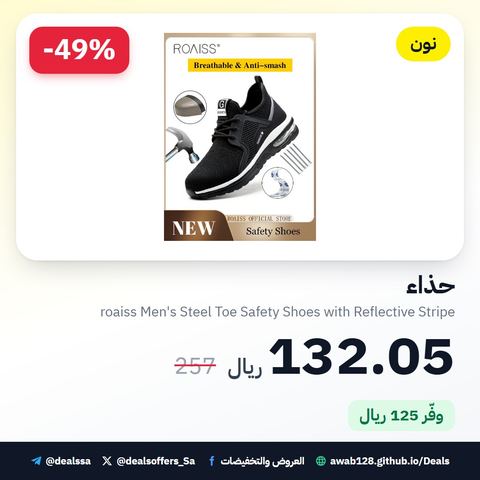 -49%
نون
ROAISS®
Breathable & Anti-smash
ROAISS OFFICIAL STORE
NEW
Safety Shoes
حذاء
roaiss Men's Steel Toe Safety Shoes with Reflective Stripe
132.05 ريال 257
وفّر 125 ريال
@dealssa @dealsoffers_Sa العروض والتخفيضات awab128.github.io/Deals